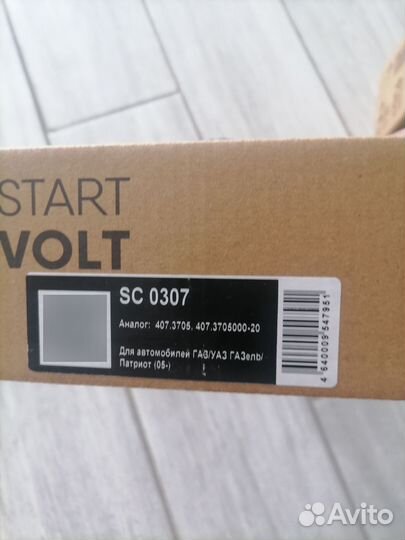 START
VOLT
SC 0307
Аналог: 407.3705, 407.3705000-20
Для автомобилей ГАЗ/УАЗ ГАЗель/
Патриот (05-)
4640009547951
Avito